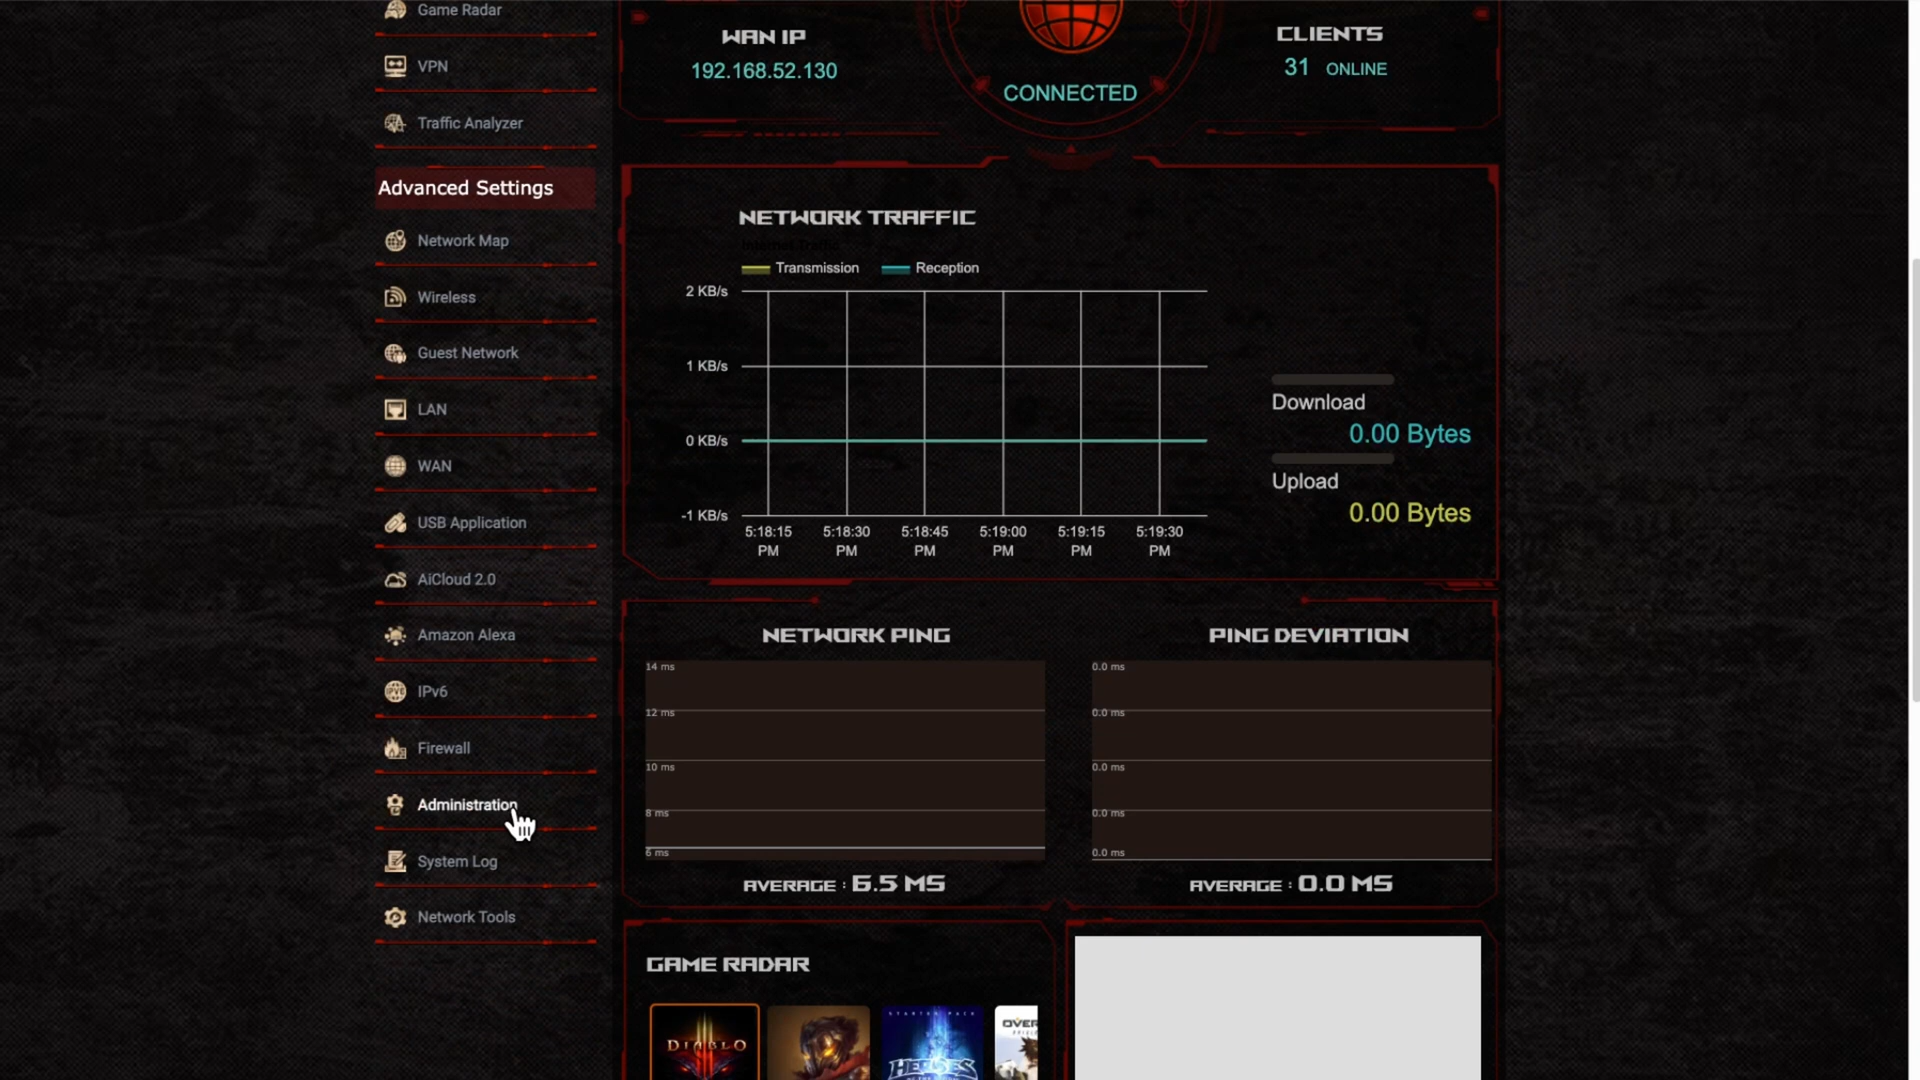 Game Radar
VPN
Traffic Analyzer
Advanced Settings
Network Map
Wireless
Guest Network
LAN
WAN
USB Application
AiCloud 2.0
Amazon Alexa
IPv6
Firewall
Administration
System Log
Network Tools
WAN IP
192.168.52.130
CONNECTED
CLIENTS
31 ONLINE
NETWORK TRAFFIC
Transmission Reception
2 KB/s
1 KB/s
0 KB/s
-1 KB/s
5:18:15 PM
5:18:30 PM
5:18:45 PM
5:19:00 PM
5:19:15 PM
5:19:30 PM
Download
0.00 Bytes
Upload
0.00 Bytes
NETWORK PING
14 ms
12 ms
10 ms
8 ms
6 ms
AVERAGE : 6.5 MS
PING DEVIATION
0.0 ms
0.0 ms
0.0 ms
0.0 ms
0.0 ms
AVERAGE : 0.0 MS
GAME RADAR
DIABLO
STARTER PACK
HEROES
OVER